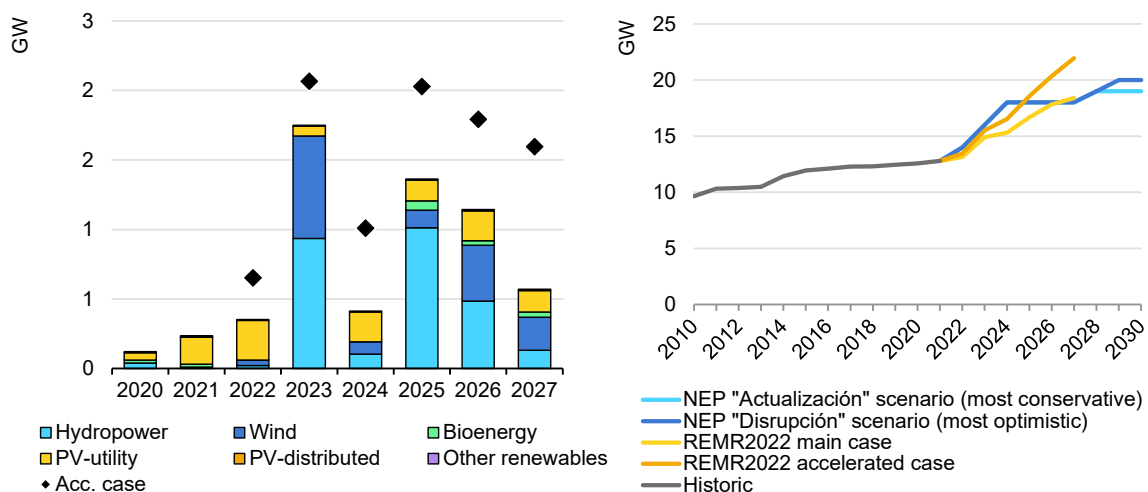 GW
3
2
2
1
1
0
2020 2021 2022 2023 2024 2025 2026 2027
Hydropower Wind Bioenergy
PV-utility PV-distributed Other renewables
Acc. case
GW
25
20
15
10
5
0
2010 2012 2014 2016 2018 2020 2022 2024 2026 2028 2030
NEP "Actualización" scenario (most conservative)
NEP "Disrupción" scenario (most optimistic)
REMR2022 main case
REMR2022 accelerated case
Historic